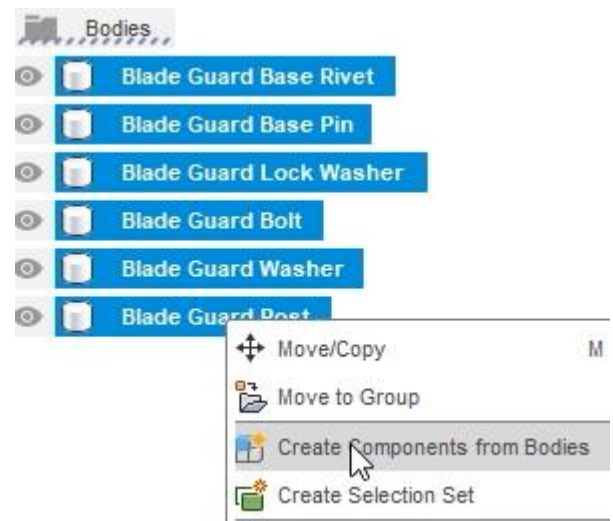 Bodies
Blade Guard Base Rivet
Blade Guard Base Pin
Blade Guard Lock Washer
Blade Guard Bolt
Blade Guard Washer
Blade Guard Post
Move/Copy M
Move to Group
Create Components from Bodies
Create Selection Set